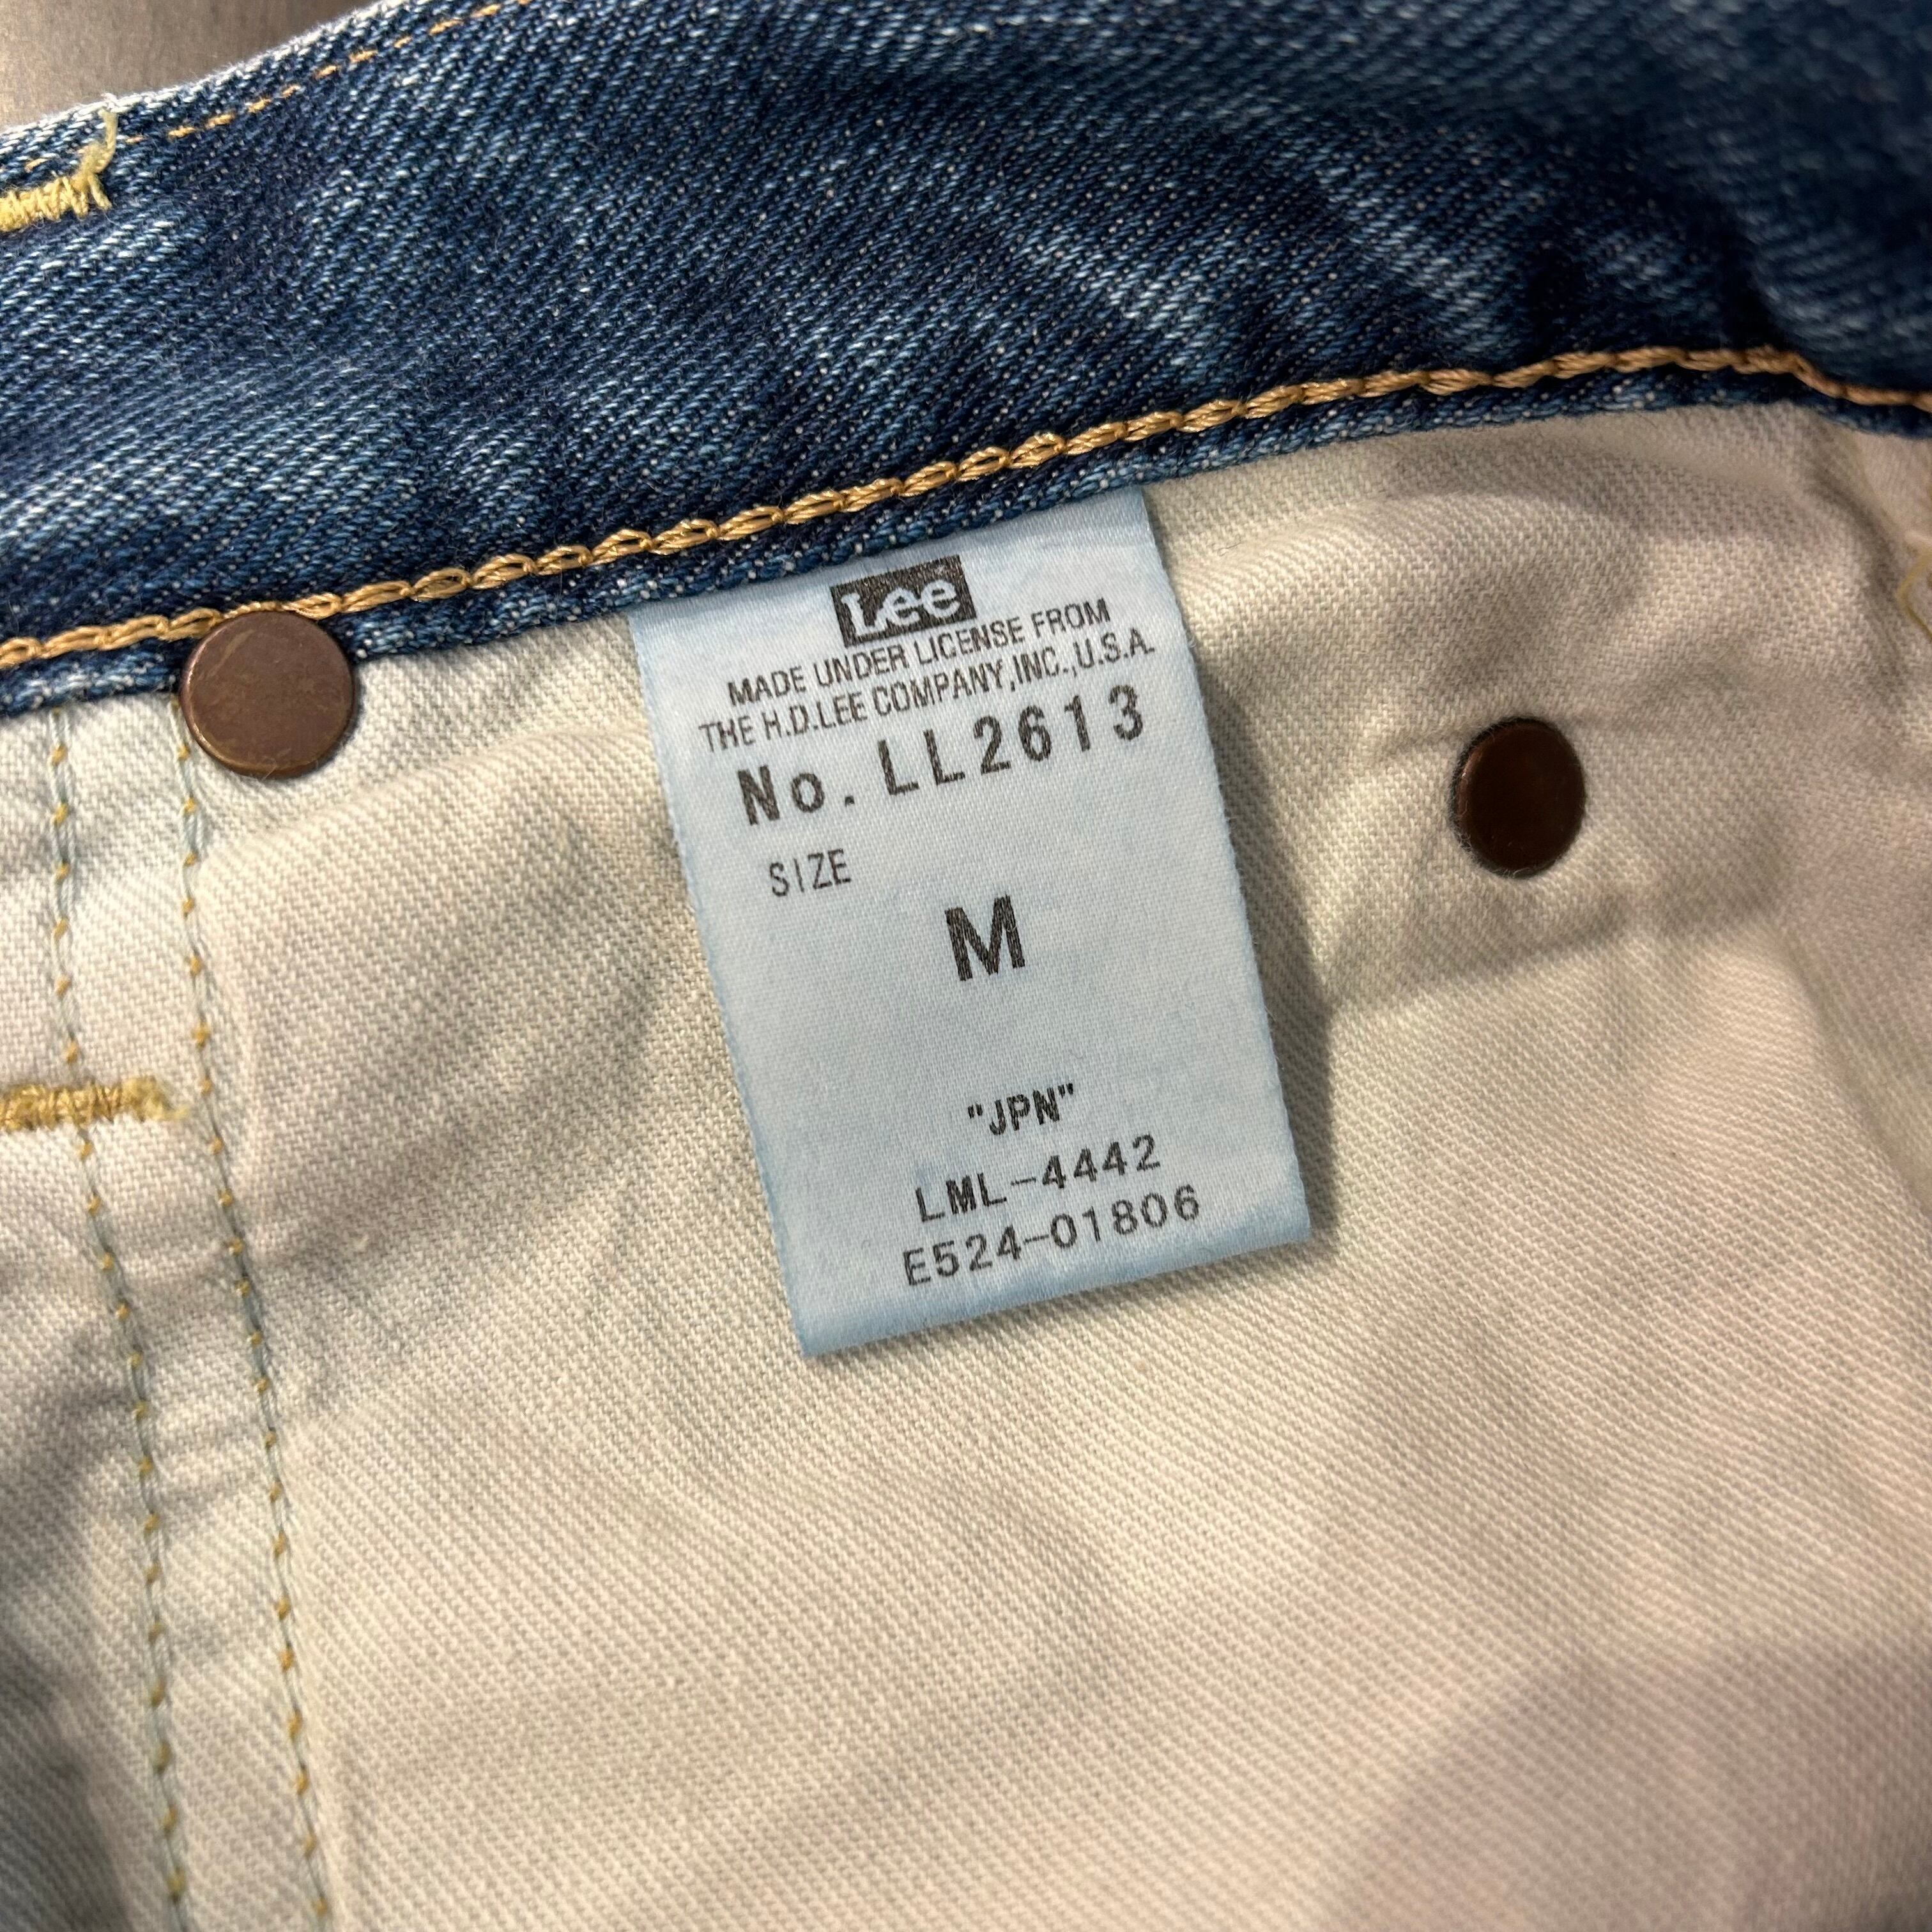 Lee
MADE UNDER LICENSE FROM
THE H.D.LEE COMPANY,INC.,U.S.A.
No. LL2613
SIZE
M
"JPN"
LML-4442
E524-01806